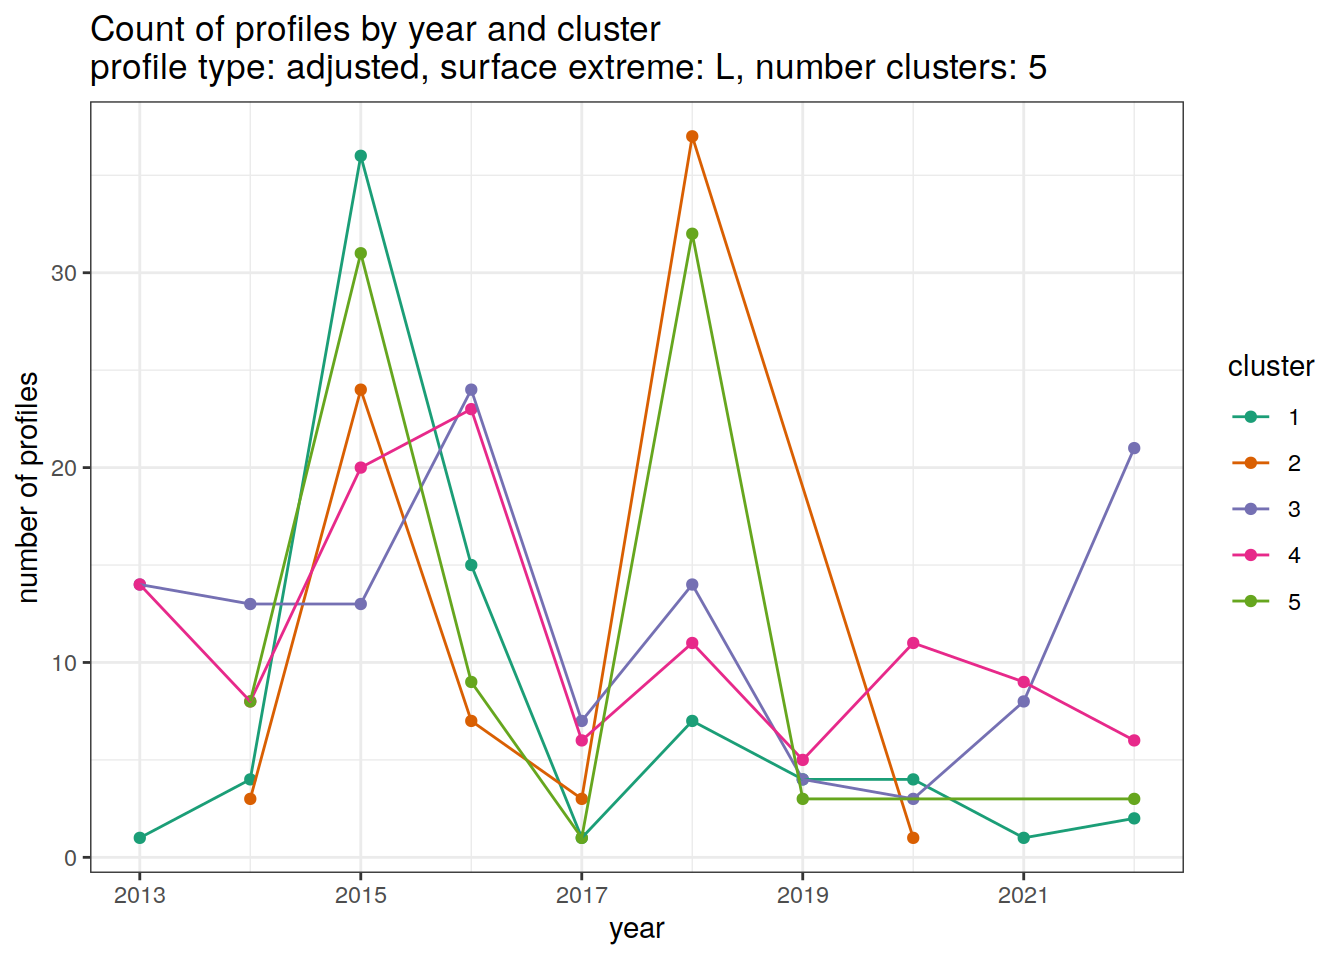 Count of profiles by year and cluster
profile type: adjusted, surface extreme: L, number clusters: 5
number of profiles
30
20
10
0
2013
2015
2017
2019
2021
year
cluster
1
2
3
4
5